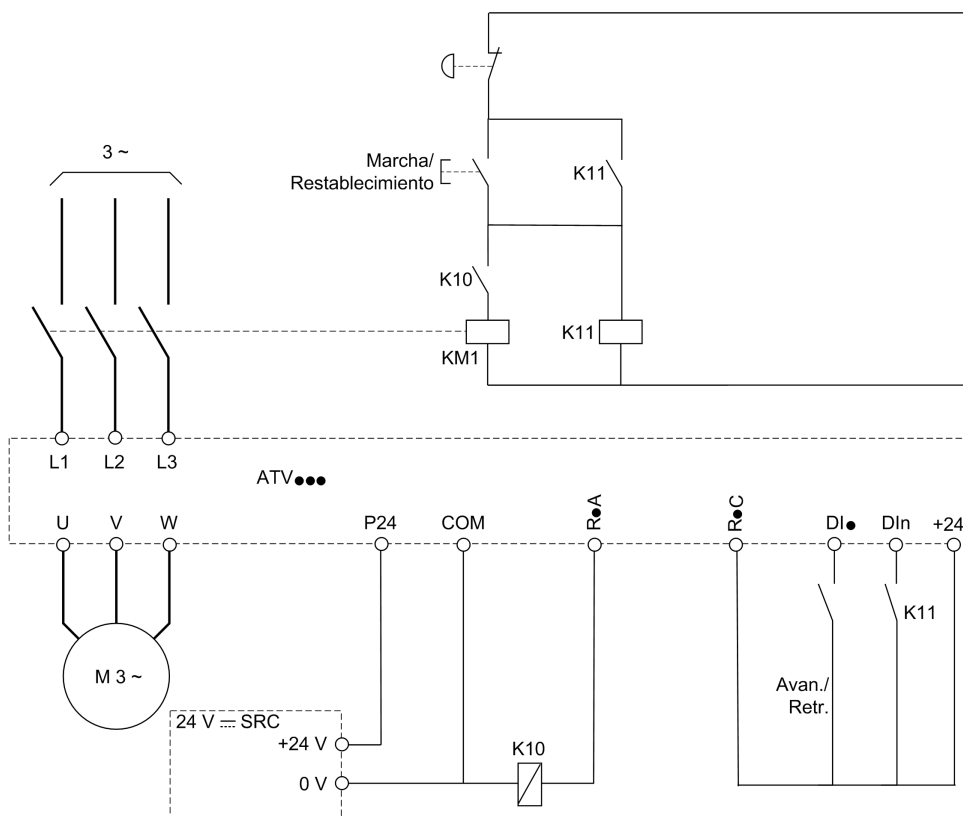 3 ~
Marcha/
Restablecimiento
K11
K10
KM1
K11
L1 L2 L3
ATV●●●
U V W P24 COM R●A R●C DI● DIn +24
K11
M 3 ~
Avan./
Retr.
24 V ⎓ SRC
+24 V
K10
0 V